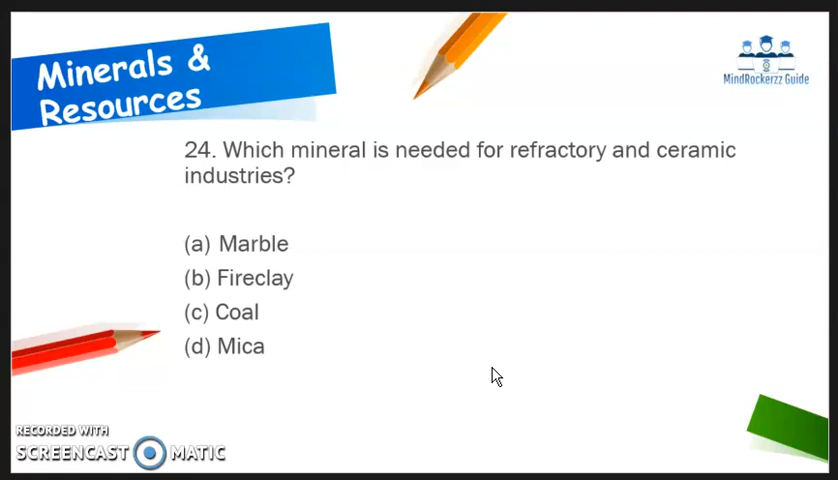 Minerals &
Resources
MindRockerzz Guide
24. Which mineral is needed for refractory and ceramic
industries?
(a) Marble
(b) Fireclay
(c) Coal
(d) Mica
RECORDED WITH
SCREENCAST MATIC